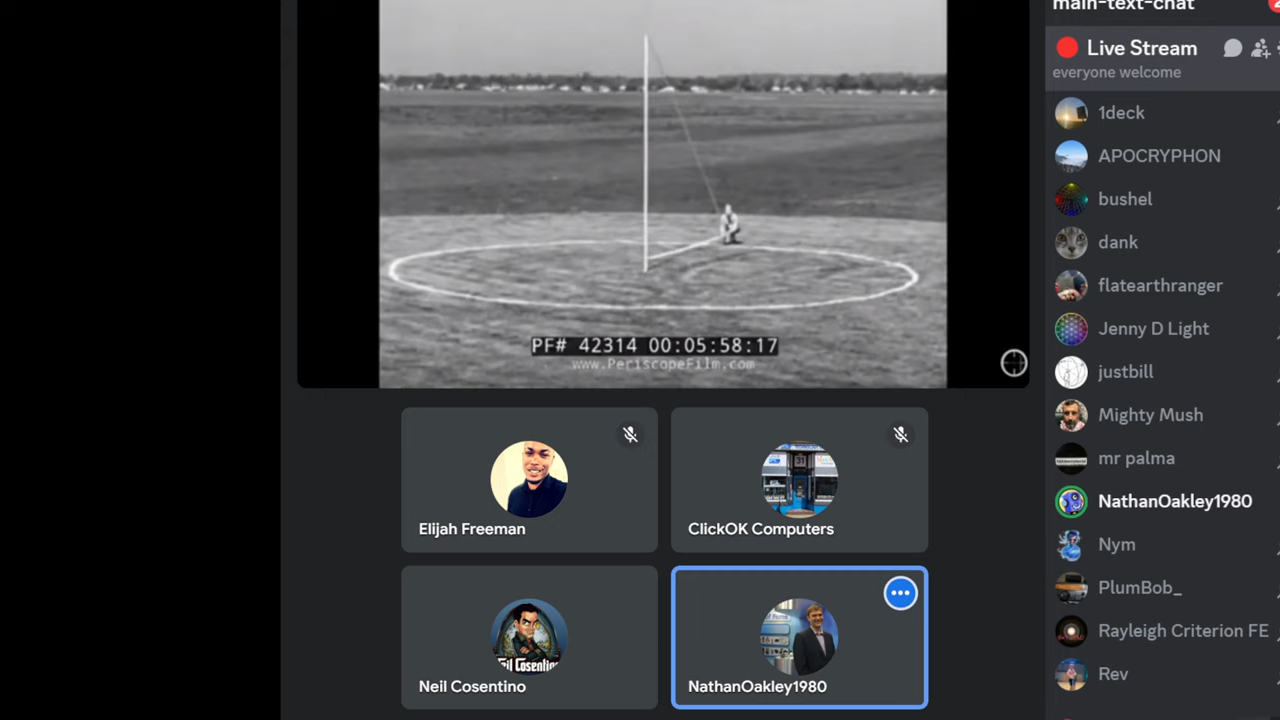 main-text-chat
Live Stream
everyone welcome
1deck
APOCRYPHON
bushel
dank
flatearthranger
Jenny D Light
justbill
Mighty Mush
mr palma
NathanOakley1980
Nym
PlumBob_
Rayleigh Criterion FE
Rev
PF# 42314 00:05:58:17
www.PeriscopeFilm.com
Elijah Freeman
ClickOK Computers
Neil Cosentino
NathanOakley1980